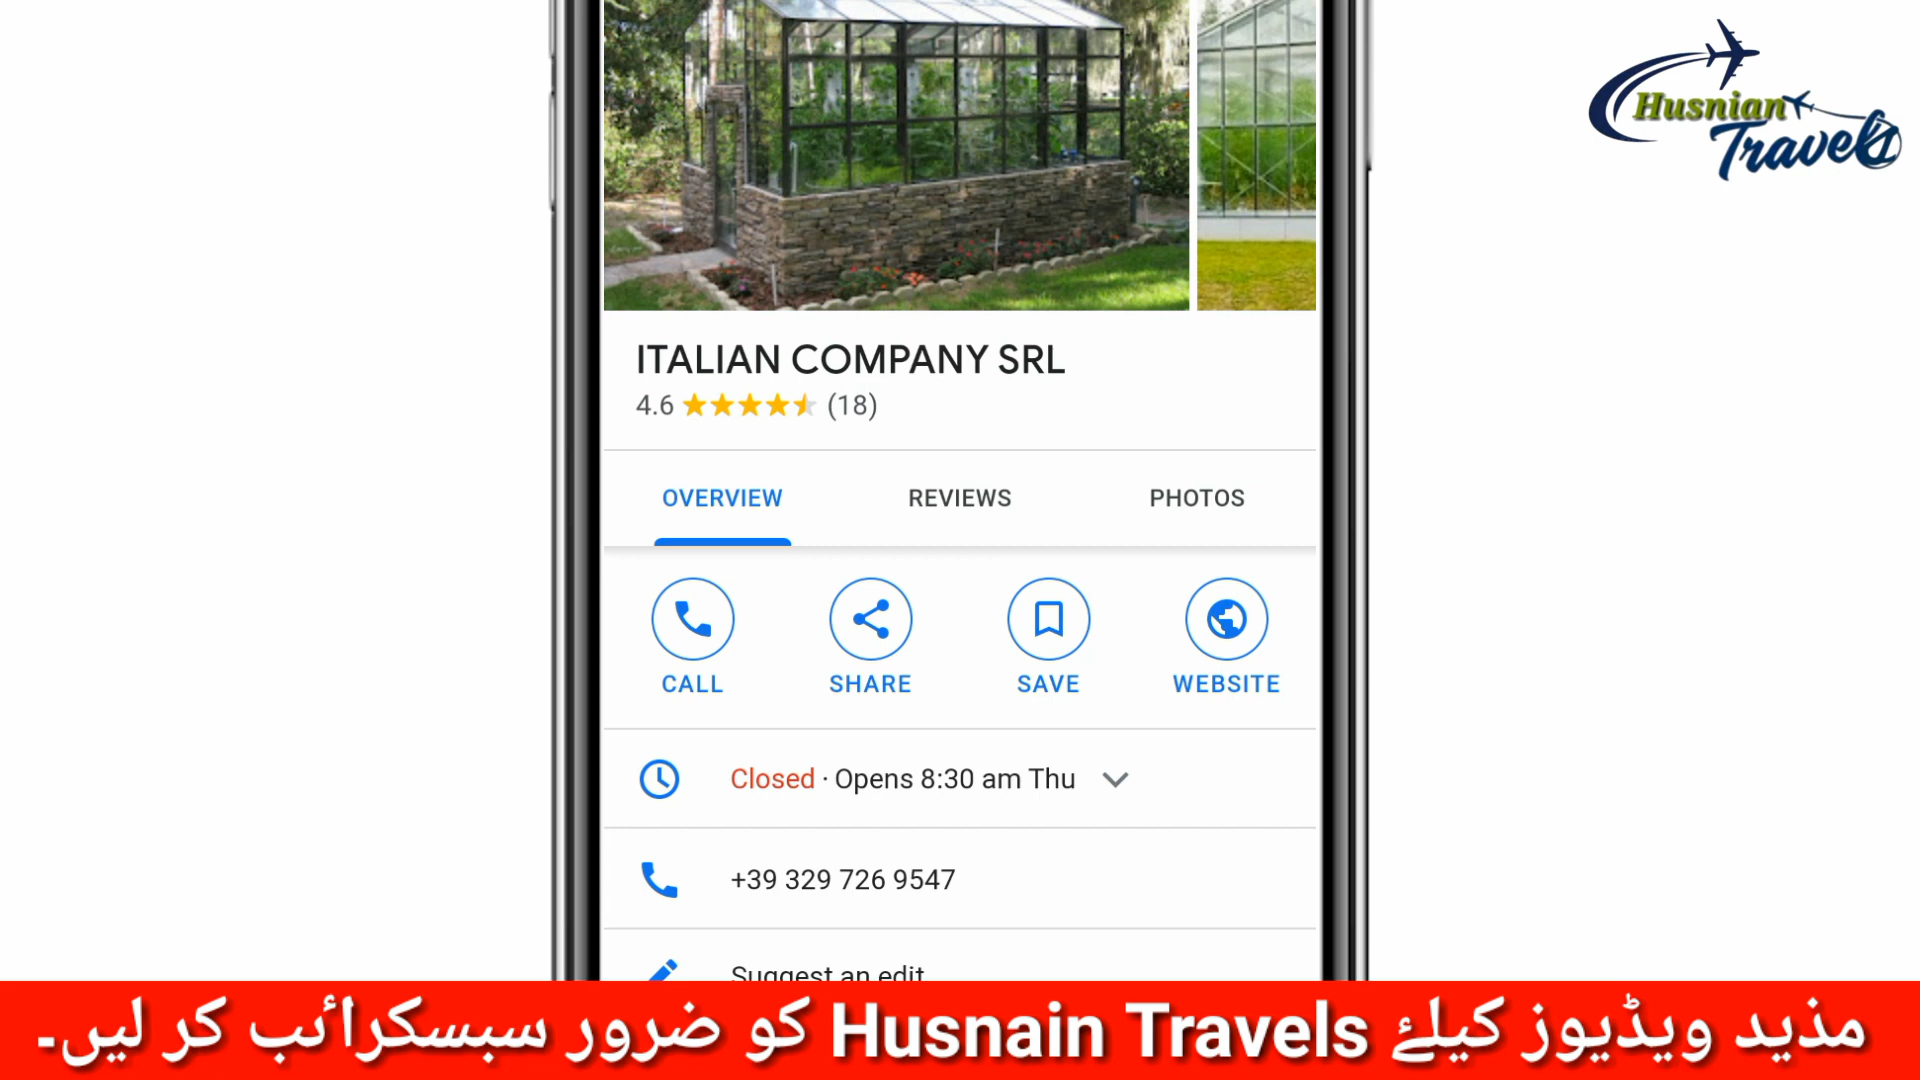 Husnian
Travels
ITALIAN COMPANY SRL
4.6 (18)
OVERVIEW REVIEWS PHOTOS
CALL SHARE SAVE WEBSITE
Closed · Opens 8:30 am Thu
+39 329 726 9547
Suggest an edit
مذید ویڈیوز کیلئے Husnain Travels کو ضرور سبسکرائب کر لیں۔